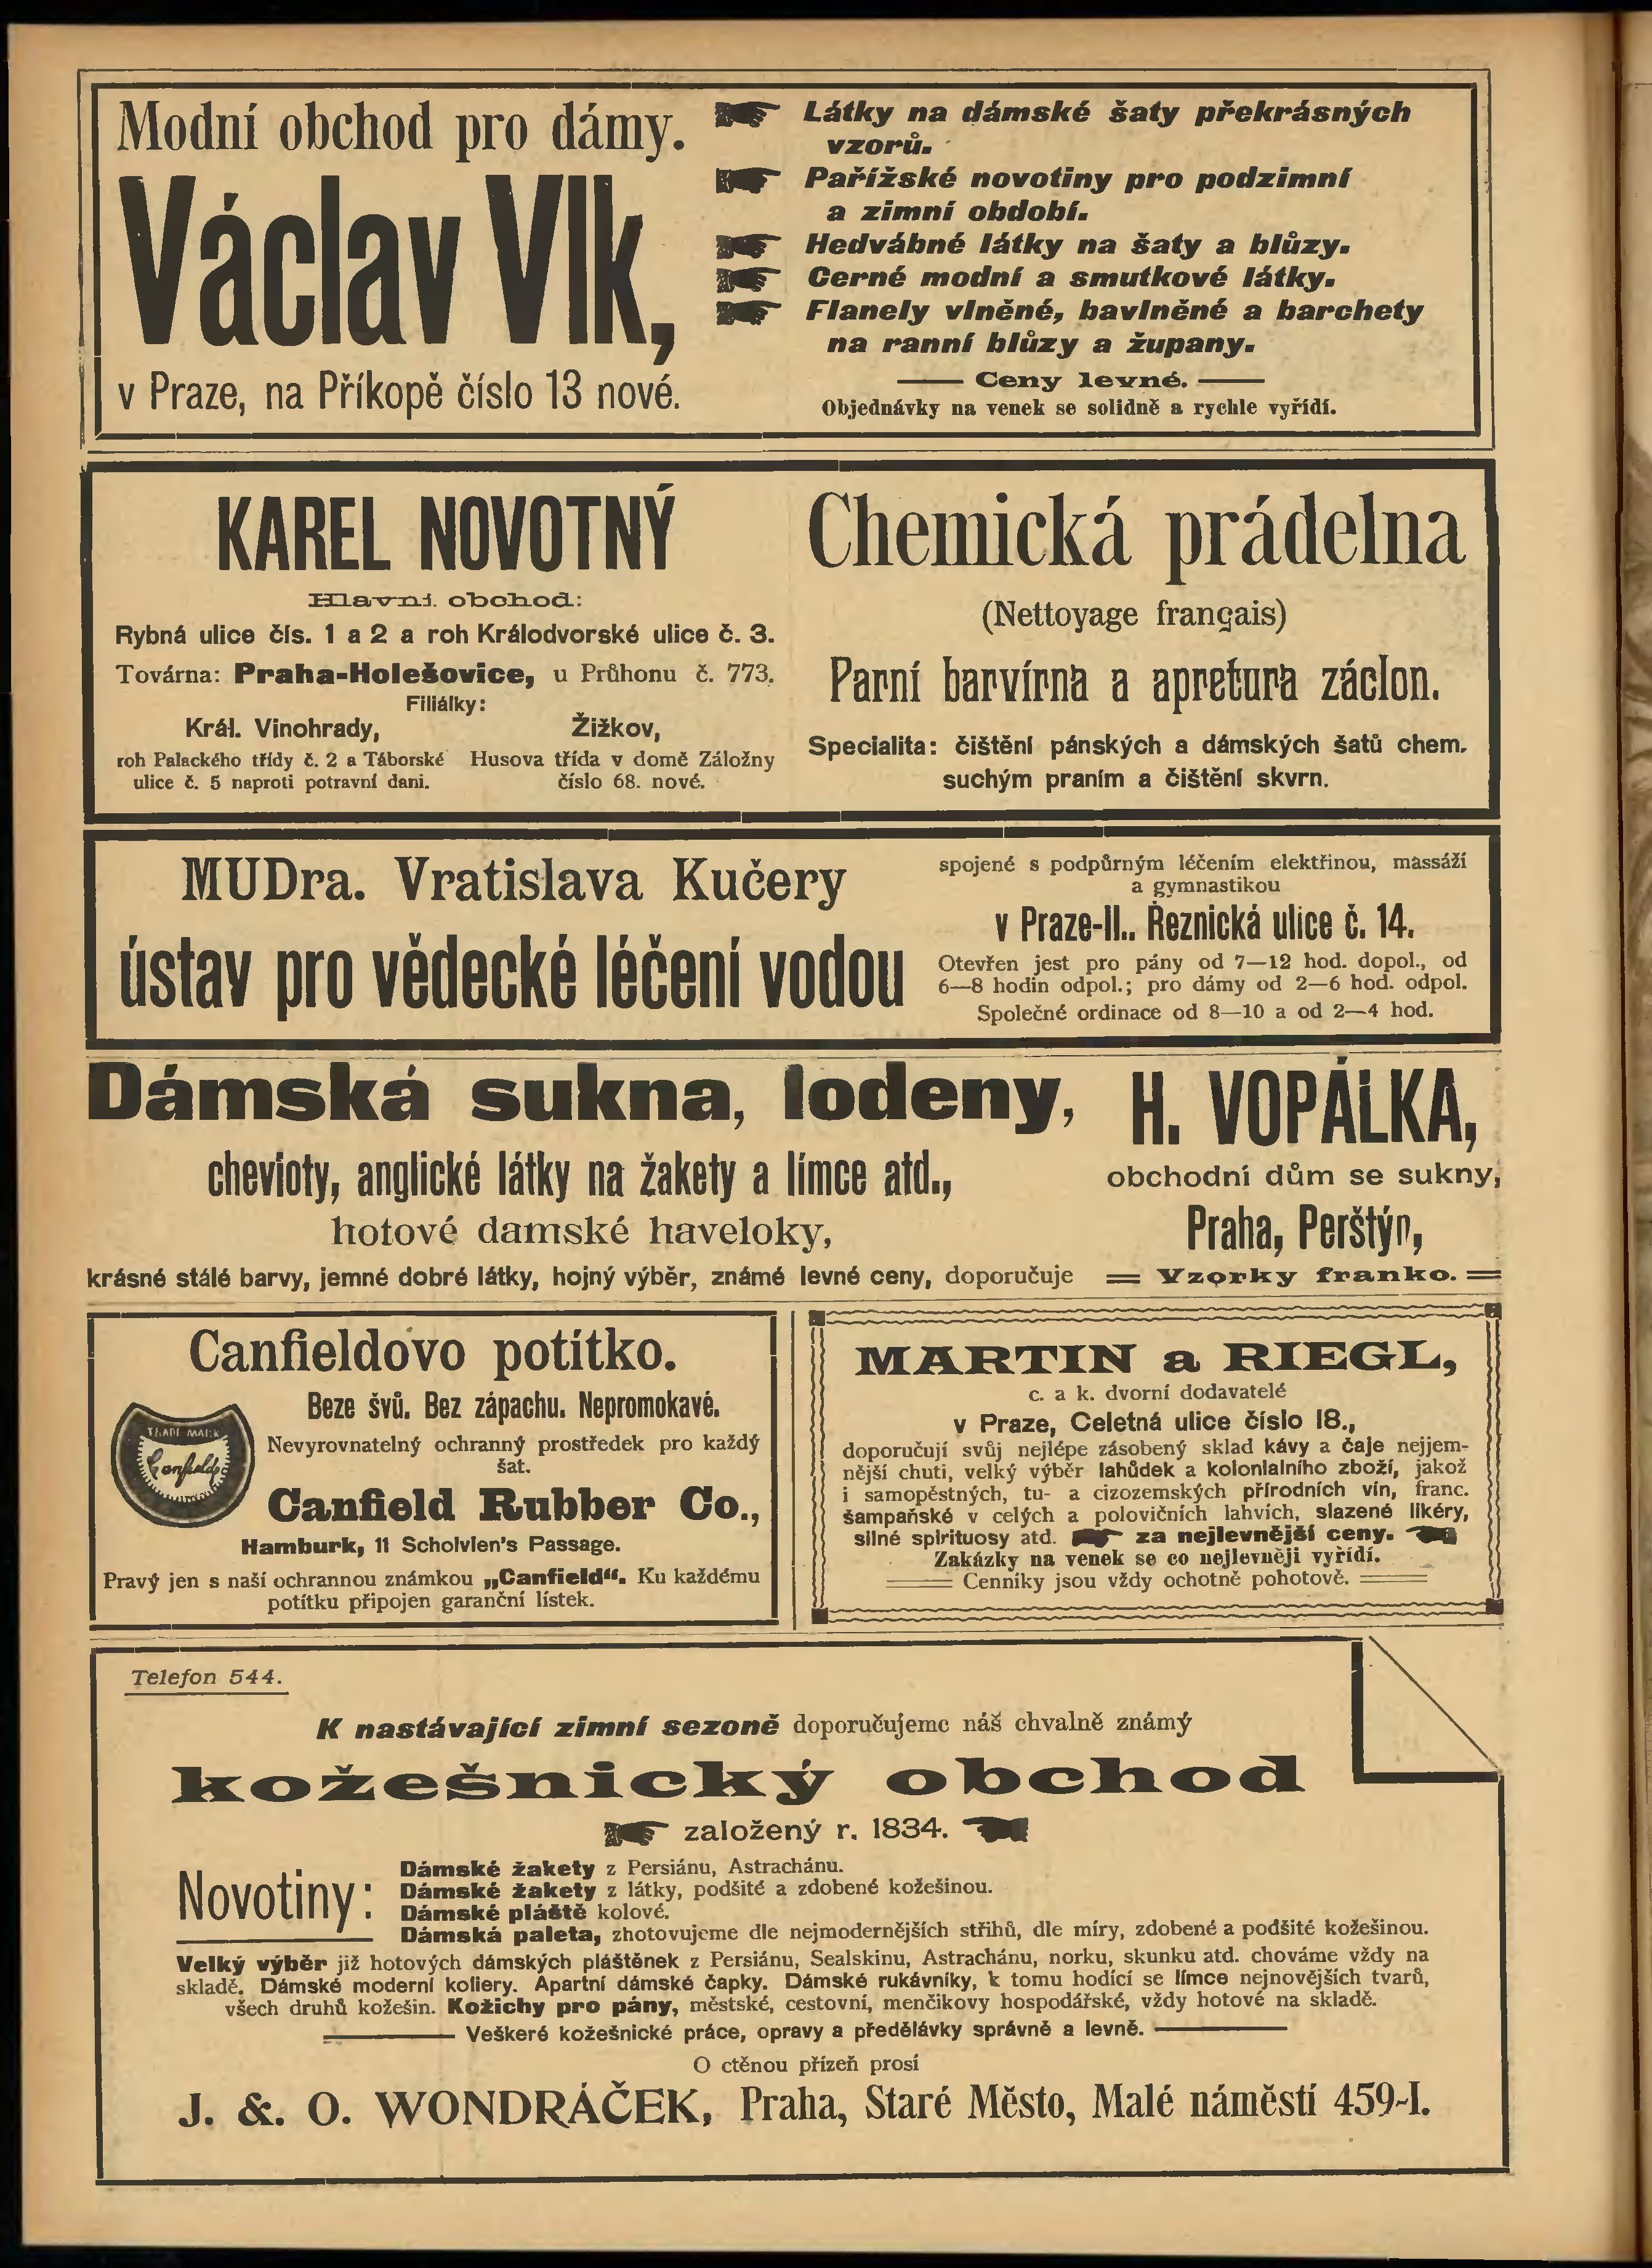 Modní obchod pro dámy.
Václav Vlk,
v Praze, na Příkopě číslo 13 nové.
Látky na dámské šaty překrásných
vzorů.
Pařížské novotiny pro podzimní
a zimní období.
Hedvábné látky na šaty a blůzy.
Cerné modní a smutkové látky.
Flanely vlněné, bavlněné a barchety
na ranní blůzy a župany.
Ceny levné.
Objednávky na venek se solidně a rychle vyřídí.
KAREL NOVOTNÝ
Hlavní. obchod:
Rybná ulice čís. 1 a 2 a roh Králodvorské ulice č. 3.
Továrna: Praha-Holešovice, u Průhonu č. 773.
Filiálky:
Král. Vinohrady,
roh Palackého třídy č. 2 a Táborské
ulice č. 5 naproti potravní dani.
Žižkov,
Husova třída v domě Záložny
číslo 68. nové.
Chemická prádelna
(Nettoyage français)
Parní barvírna a apretura záclon.
Specialita: čištění pánských a dámských šatů chem.
suchým praním a čištění skvrn.
MUDra. Vratislava Kučery
ústav pro vědecké léčení vodou
spojené s podpůrným léčením elektřinou, massáží
a gymnastikou
v Praze-II.. Řeznická ulice č. 14.
Otevřen jest pro pány od 7—12 hod. dopol., od
6—8 hodin odpol.; pro dámy od 2—6 hod. odpol.
Společné ordinace od 8—10 a od 2—4 hod.
Dámská sukna, lodeny,
chevioty, anglické látky na žakety a límce atd.,
hotové damské haveloky,
krásné stálé barvy, jemné dobré látky, hojný výběr, známé levné ceny, doporučuje
H. VOPÁLKA,
obchodní dům se sukny,
Praha, Perštýn,
Vzorky franko.
Canfieldovo potítko.
Beze švů. Bez zápachu. Nepromokavé.
TRADE MARK
Canfield
Nevyrovnatelný ochranný prostředek pro každý
šat.
Canfield Rubber Co.,
Hamburk, 11 Scholvien's Passage.
Pravý jen s naší ochrannou známkou „Canfield“. Ku každému
potítku připojen garanční lístek.
MARTIN a RIEGL,
c. a k. dvorní dodavatelé
v Praze, Celetná ulice číslo 18.,
doporučují svůj nejlépe zásobený sklad kávy a čaje nejjem-
nější chuti, velký výběr lahůdek a kolonialního zboží, jakož
i samopěstných, tu- a cizozemských přírodních vín, franc.
šampaňské v celých a polovičních lahvích, slazené likéry,
silné spirituosy atd. za nejlevnější ceny.
Zakázky na venek se co nejlevněji vyřídí.
Cenníky jsou vždy ochotně pohotově.
Telefon 544.
K nastávající zimní sezoně doporučujeme náš chvalně známý
kožešnický obchod
založený r. 1834.
Novotiny:
Dámské žakety z Persiánu, Astrachánu.
Dámské žakety z látky, podšité a zdobené kožešinou.
Dámské pláště kolové.
Dámská paleta, zhotovujeme dle nejmodernějších střihů, dle míry, zdobené a podšité kožešinou.
Velký výběr již hotových dámských pláštěnek z Persiánu, Sealskinu, Astrachánu, norku, skunku atd. chováme vždy na
skladě. Dámské moderní koliery. Apartní dámské čapky. Dámské rukávníky, k tomu hodící se límce nejnovějších tvarů,
všech druhů kožešin. Kožichy pro pány, městské, cestovní, menčikovy hospodářské, vždy hotové na skladě.
Veškeré kožešnické práce, opravy a předělávky správně a levně.
O ctěnou přízeň prosí
J. &. O. WONDRÁČEK, Praha, Staré Město, Malé náměstí 459-I.